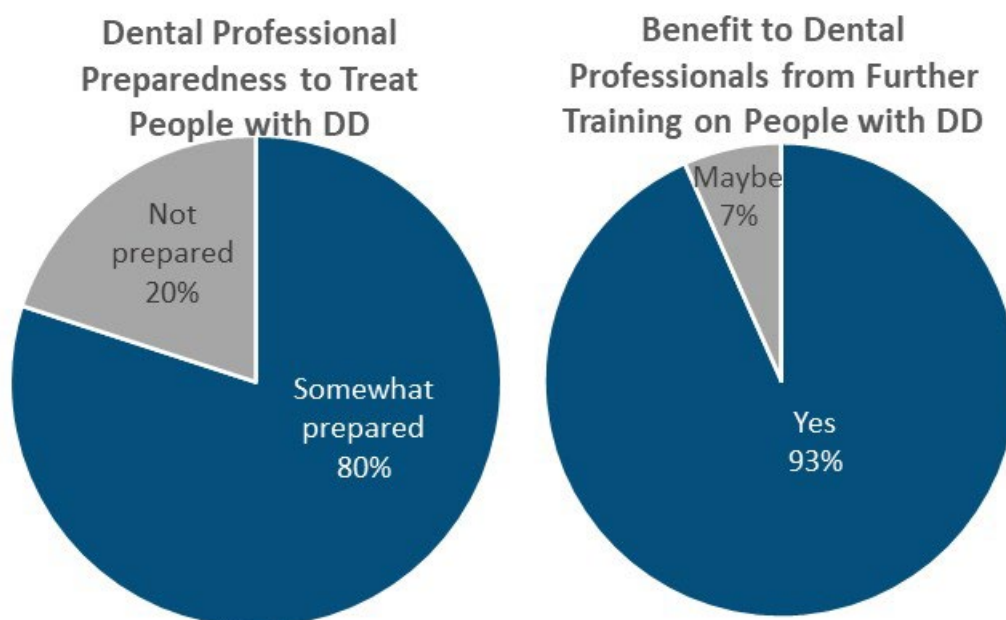 Dental Professional
Preparedness to Treat
People with DD
Not
prepared
20%
Somewhat
prepared
80%
Benefit to Dental
Professionals from Further
Training on People with DD
Maybe
7%
Yes
93%